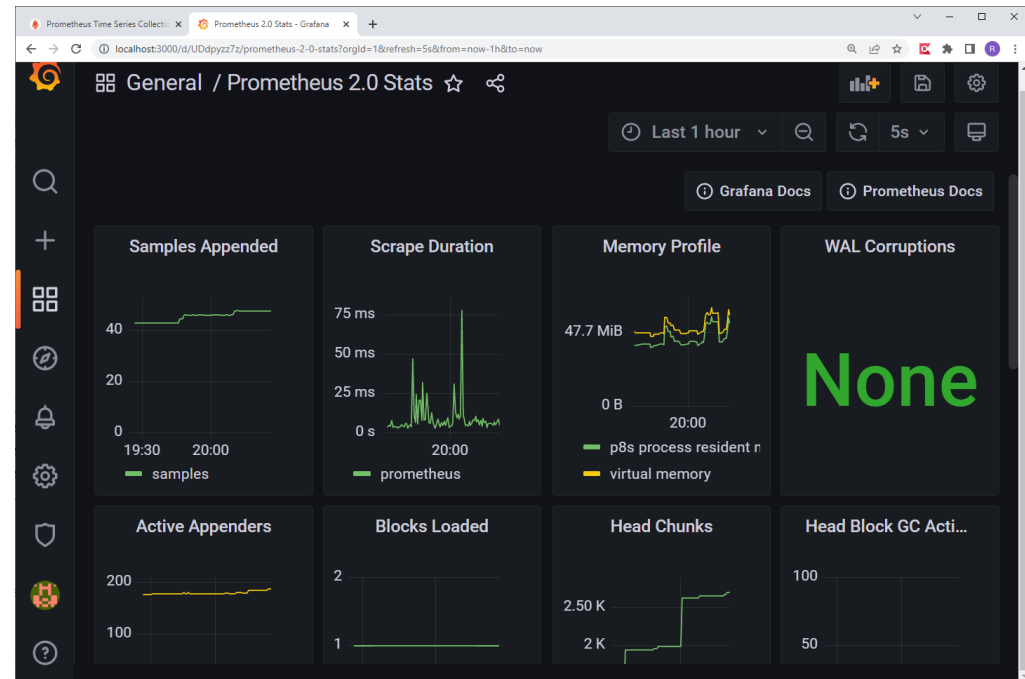 Prometheus Time Series Collectio
Prometheus 2.0 Stats - Grafana
localhost:3000/d/UDdpyzz7z/prometheus-2-0-stats?orgId=1&refresh=5s&from=now-1h&to=now
R
General / Prometheus 2.0 Stats
Last 1 hour
5s
Grafana Docs
Prometheus Docs
Samples Appended
40
20
0
19:30 20:00
samples
Scrape Duration
75 ms
50 ms
25 ms
0 s
20:00
prometheus
Memory Profile
47.7 MiB
0 B
20:00
p8s process resident m
virtual memory
WAL Corruptions
None
Active Appenders
200
100
Blocks Loaded
2
1
Head Chunks
2.50 K
2 K
Head Block GC Acti...
100
50